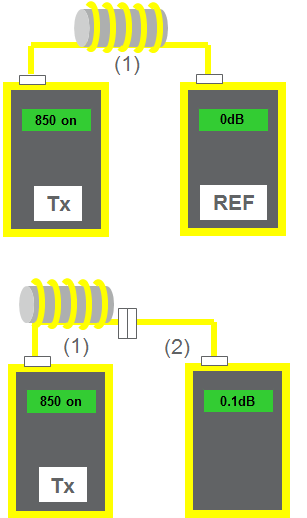 (1)
850 on
0dB
Tx
REF
(1)
(2)
850 on
0.1dB
Tx